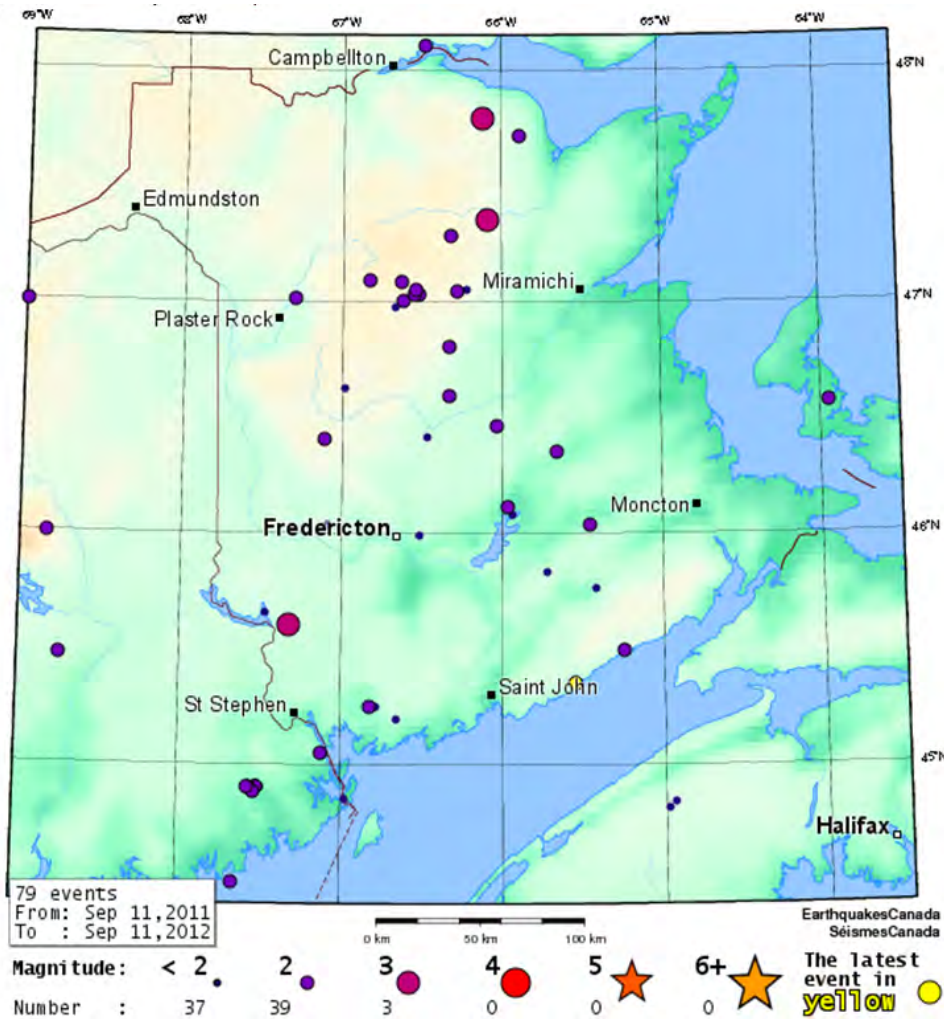 69°W 68°W 67°W 66°W 65°W 64°W
Campbellton
48°N
Edmundston
Miramichi
47°N
Plaster Rock
Moncton
Fredericton
46°N
Saint John
St Stephen
45°N
Halifax
79 events
From: Sep 11,2011
To : Sep 11,2012
0 km 50 km 100 km
EarthquakesCanada
SéismesCanada
Magnitude: < 2 2 3 4 5 6+
The latest
event in
yellow
Number : 37 39 3 0 0 0